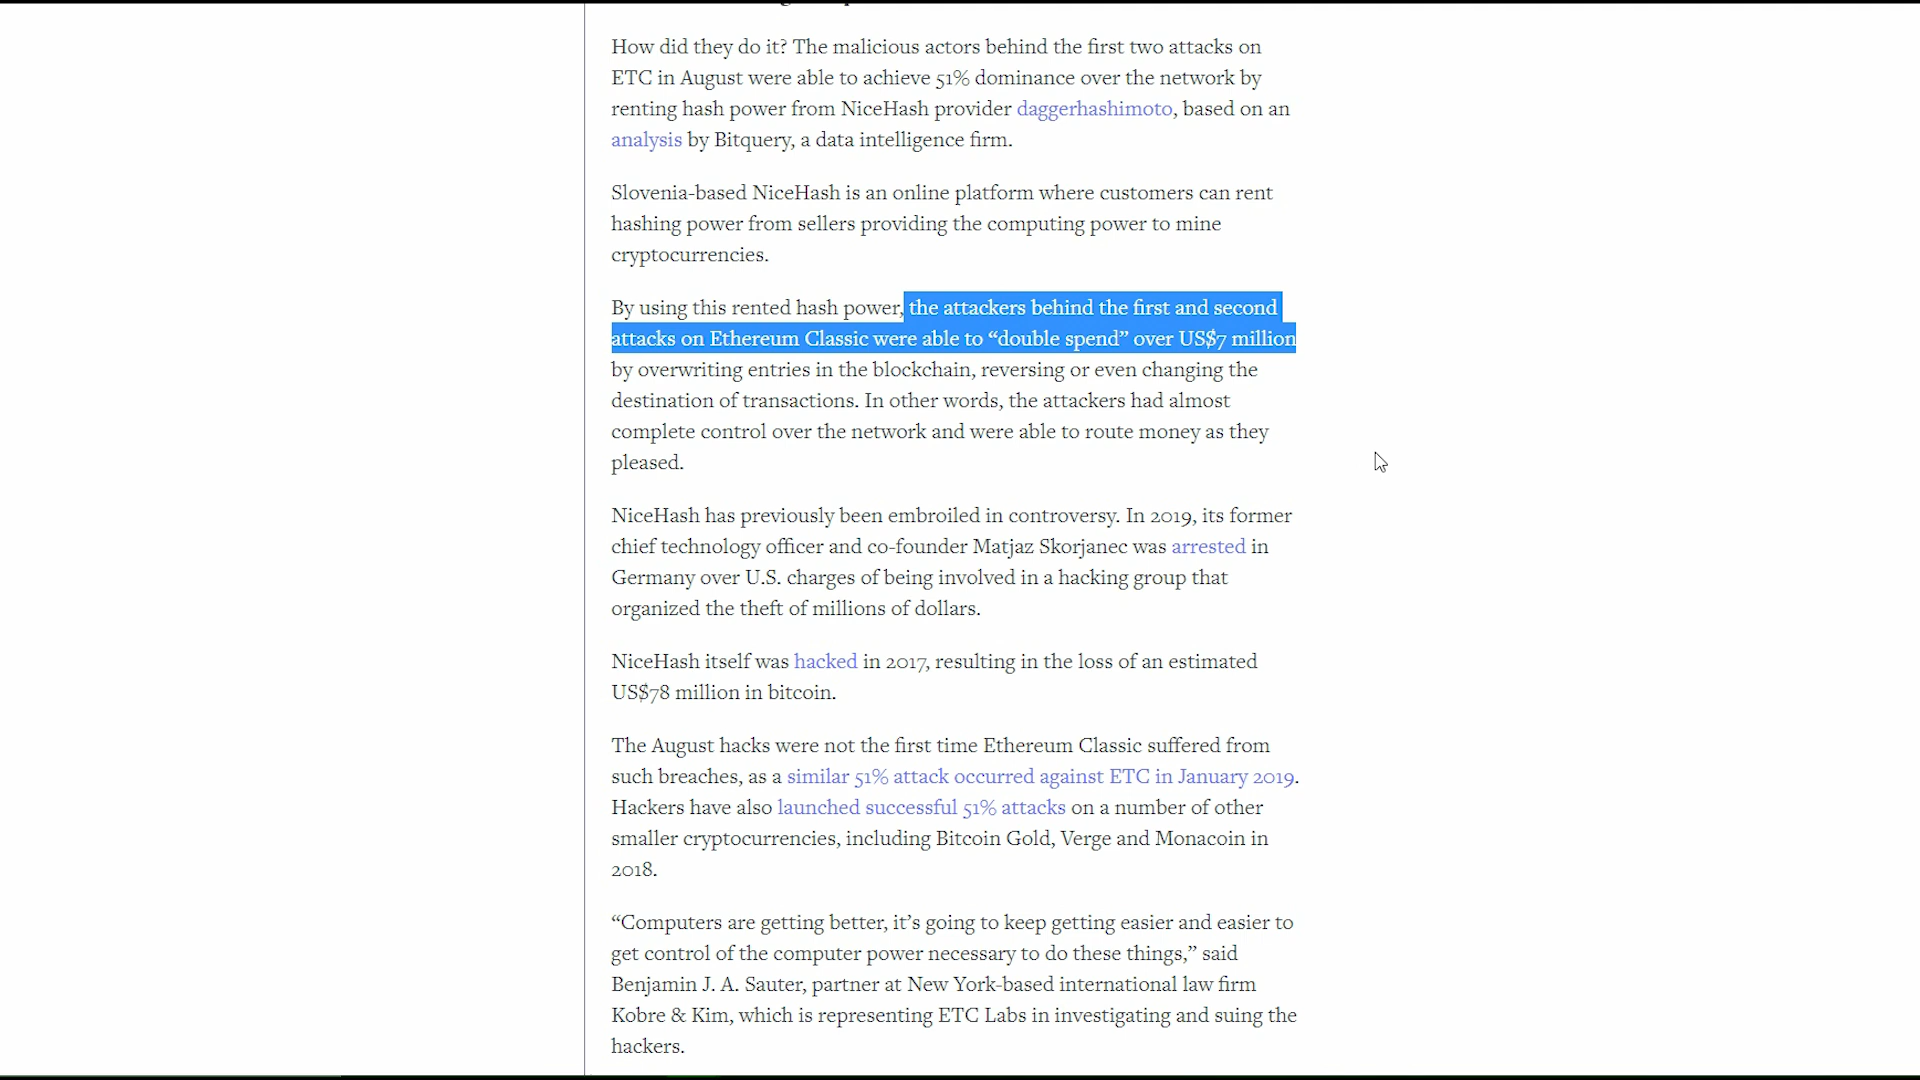 How did they do it? The malicious actors behind the first two attacks on
ETC in August were able to achieve 51% dominance over the network by
renting hash power from NiceHash provider daggerhashimoto, based on an
analysis by Bitquery, a data intelligence firm.
Slovenia-based NiceHash is an online platform where customers can rent
hashing power from sellers providing the computing power to mine
cryptocurrencies.
By using this rented hash power, the attackers behind the first and second
attacks on Ethereum Classic were able to “double spend” over US$7 million
by overwriting entries in the blockchain, reversing or even changing the
destination of transactions. In other words, the attackers had almost
complete control over the network and were able to route money as they
pleased.
NiceHash has previously been embroiled in controversy. In 2019, its former
chief technology officer and co-founder Matjaz Skorjanec was arrested in
Germany over U.S. charges of being involved in a hacking group that
organized the theft of millions of dollars.
NiceHash itself was hacked in 2017, resulting in the loss of an estimated
US$78 million in bitcoin.
The August hacks were not the first time Ethereum Classic suffered from
such breaches, as a similar 51% attack occurred against ETC in January 2019.
Hackers have also launched successful 51% attacks on a number of other
smaller cryptocurrencies, including Bitcoin Gold, Verge and Monacoin in
2018.
“Computers are getting better, it’s going to keep getting easier and easier to
get control of the computer power necessary to do these things,” said
Benjamin J. A. Sauter, partner at New York-based international law firm
Kobre & Kim, which is representing ETC Labs in investigating and suing the
hackers.